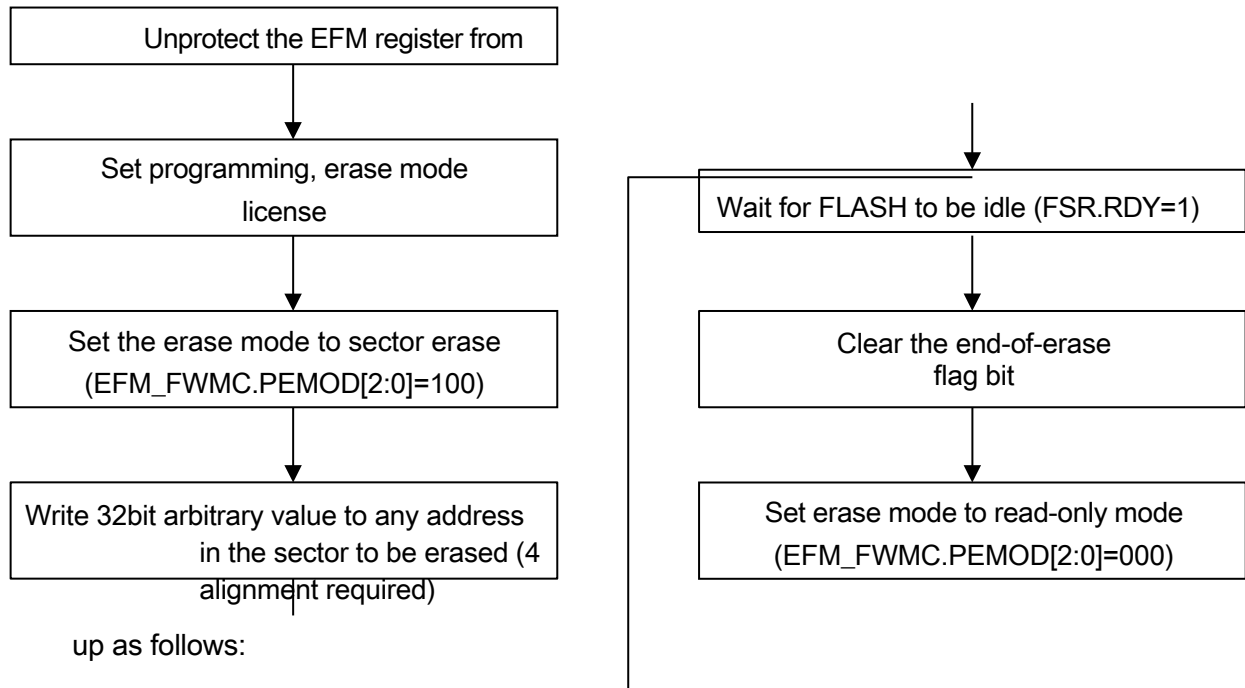 Unprotect the EFM register from
Set programming, erase mode
license
Set the erase mode to sector erase
(EFM_FWMC.PEMOD[2:0]=100)
Write 32bit arbitrary value to any address
in the sector to be erased (4
alignment required)
up as follows:
Wait for FLASH to be idle (FSR.RDY=1)
Clear the end-of-erase
flag bit
Set erase mode to read-only mode
(EFM_FWMC.PEMOD[2:0]=000)